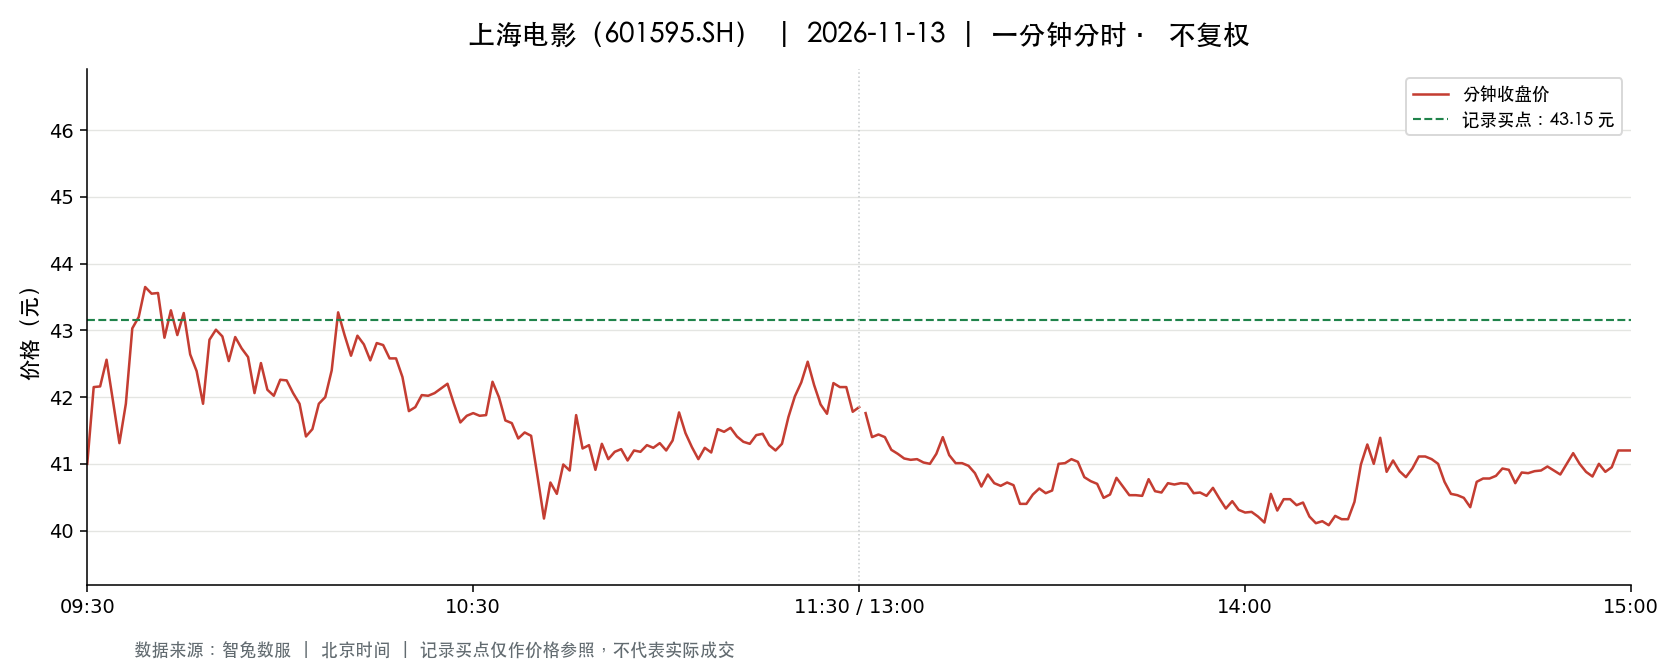 上海电影（601595.SH） | 2026-11-13 | 一分钟分时 · 不复权
分钟收盘价
记录买点：43.15 元
价格（元）
46
45
44
43
42
41
40
09:30
10:30
11:30 / 13:00
14:00
15:00
数据来源：智兔数服 | 北京时间 | 记录买点仅作价格参照，不代表实际成交